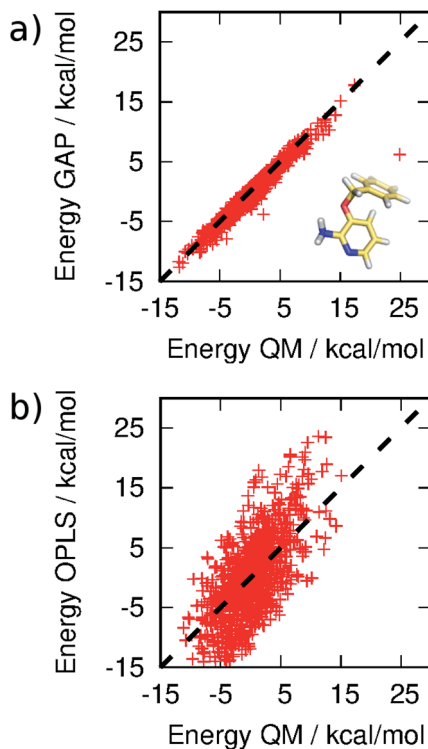 a)
Energy GAP / kcal/mol
25
15
5
-5
-15
-15 -5 5 15 25
Energy QM / kcal/mol
b)
Energy OPLS / kcal/mol
25
15
5
-5
-15
-15 -5 5 15 25
Energy QM / kcal/mol